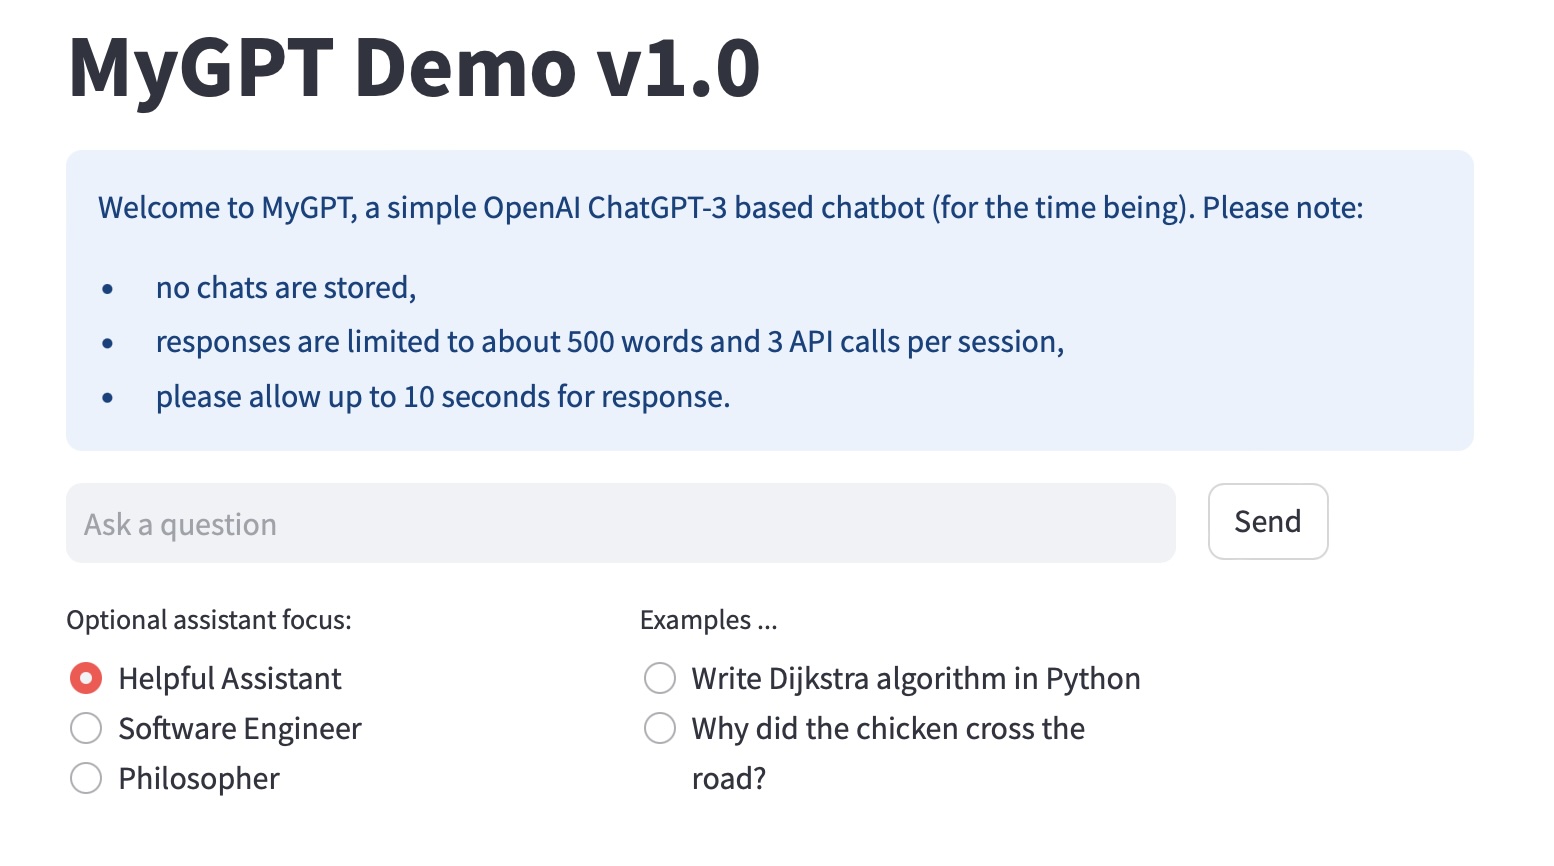 MyGPT Demo v1.0
Welcome to MyGPT, a simple OpenAI ChatGPT-3 based chatbot (for the time being). Please note:
• no chats are stored,
• responses are limited to about 500 words and 3 API calls per session,
• please allow up to 10 seconds for response.
Ask a question
Send
Optional assistant focus:
Helpful Assistant
Software Engineer
Philosopher
Examples ...
Write Dijkstra algorithm in Python
Why did the chicken cross the
road?